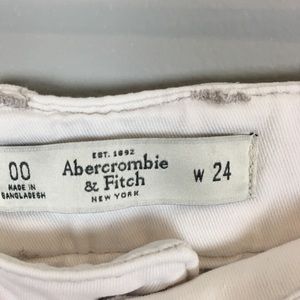 00
MADE IN
BANGLADESH
EST. 1892
Abercrombie
& Fitch
NEW YORK
W 24